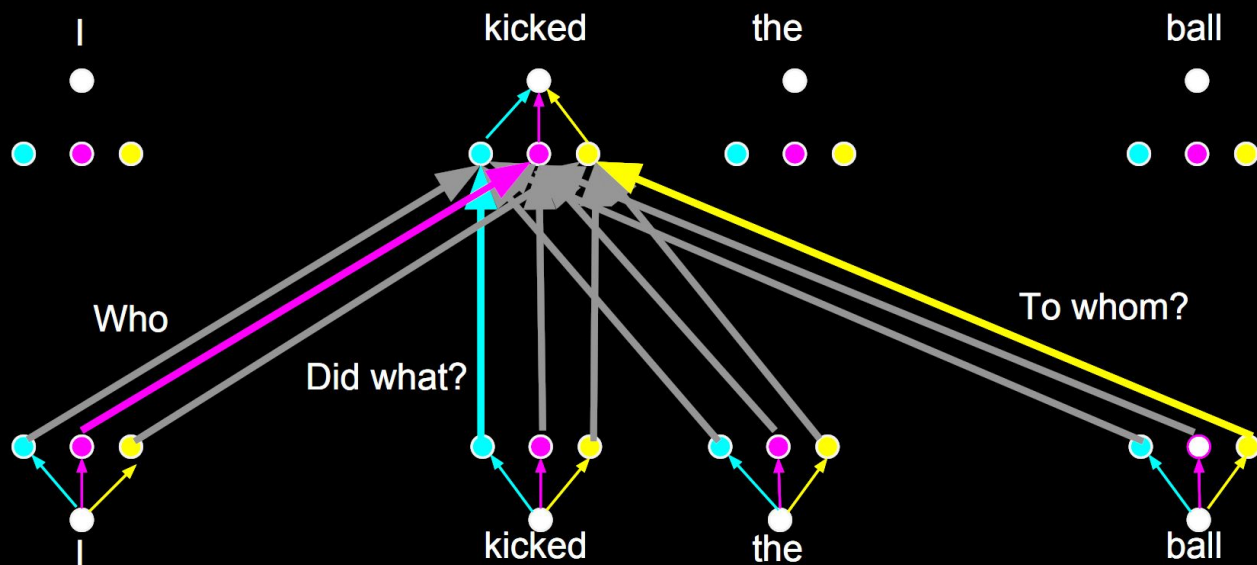 I
kicked
the
ball
Who
Did what?
To whom?
I
kicked
the
ball